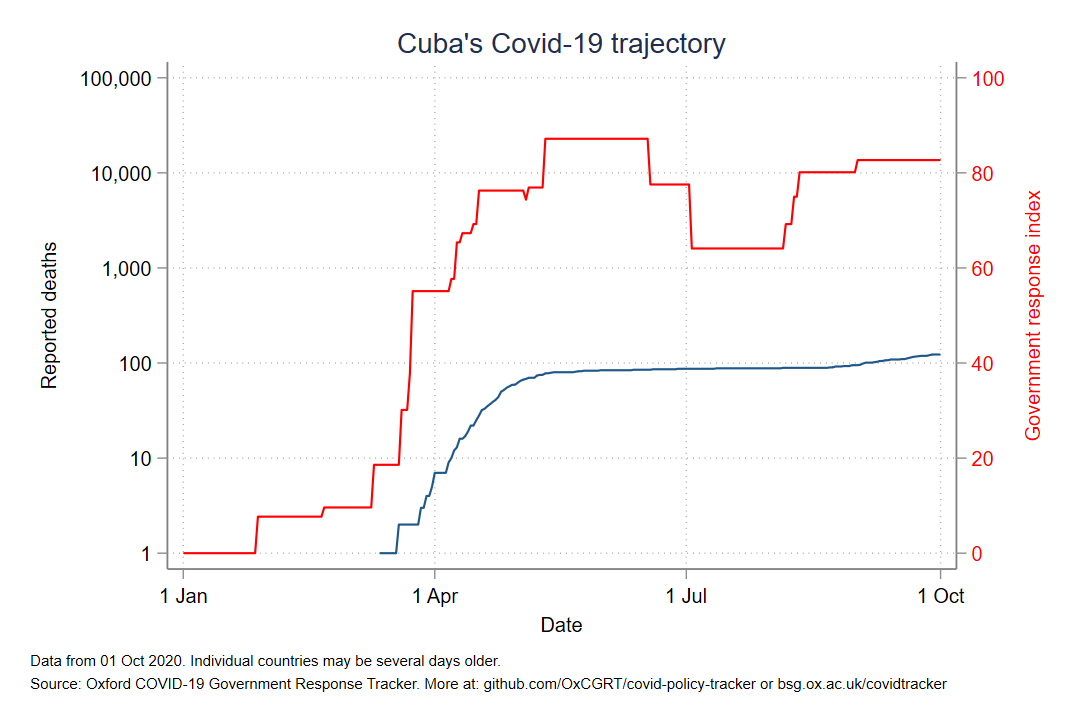 Cuba's Covid-19 trajectory
100,000
10,000
1,000
100
10
1
Reported deaths
100
80
60
40
20
0
Government response index
1 Jan
1 Apr
1 Jul
1 Oct
Date
Data from 01 Oct 2020. Individual countries may be several days older.
Source: Oxford COVID-19 Government Response Tracker. More at: github.com/OxCGRT/covid-policy-tracker or bsg.ox.ac.uk/covidtracker